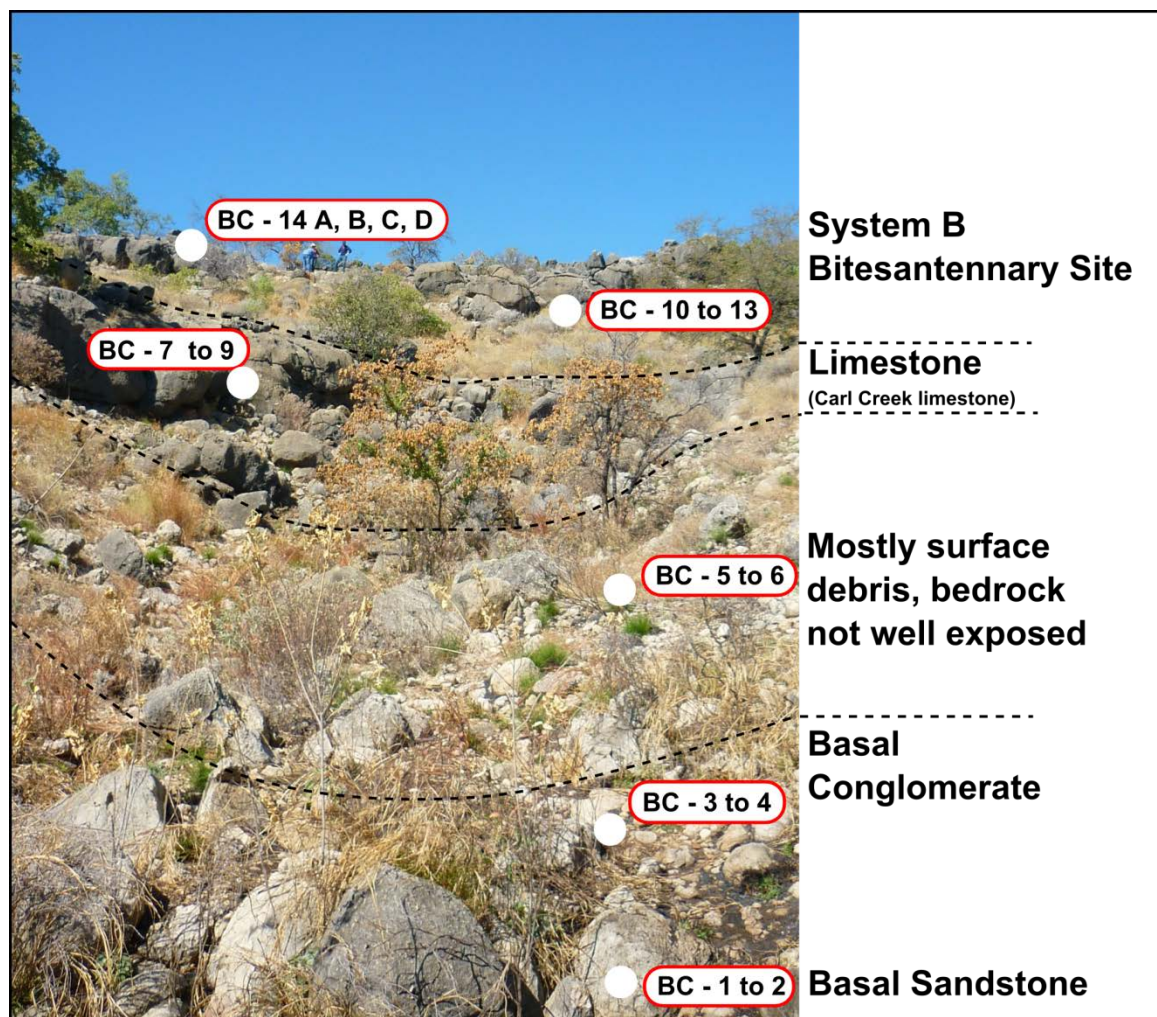 BC - 14 A, B, C, D
System B
Bitesantennary Site
BC - 10 to 13
BC - 7 to 9
Limestone
(Carl Creek limestone)
Mostly surface
debris, bedrock
not well exposed
BC - 5 to 6
Basal
Conglomerate
BC - 3 to 4
BC - 1 to 2
Basal Sandstone